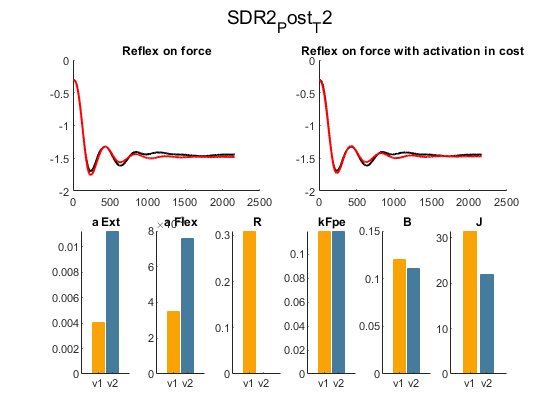 SDR2_Post_T2
Reflex on force
Reflex on force with activation in cost
0
-0.5
-1
-1.5
-2
0 500 1000 1500 2000 2500
0
-0.5
-1
-1.5
-2
0 500 1000 1500 2000 2500
a Ext
a Flex
R
kFpe
B
J
0.01
0.008
0.006
0.004
0.002
0
v1 v2
8
6
4
2
0
v1 v2
0.3
0.2
0.1
0
v1 v2
0.1
0.08
0.06
0.04
0.02
0
v1 v2
0.15
0.1
0.05
0
v1 v2
30
20
10
0
v1 v2